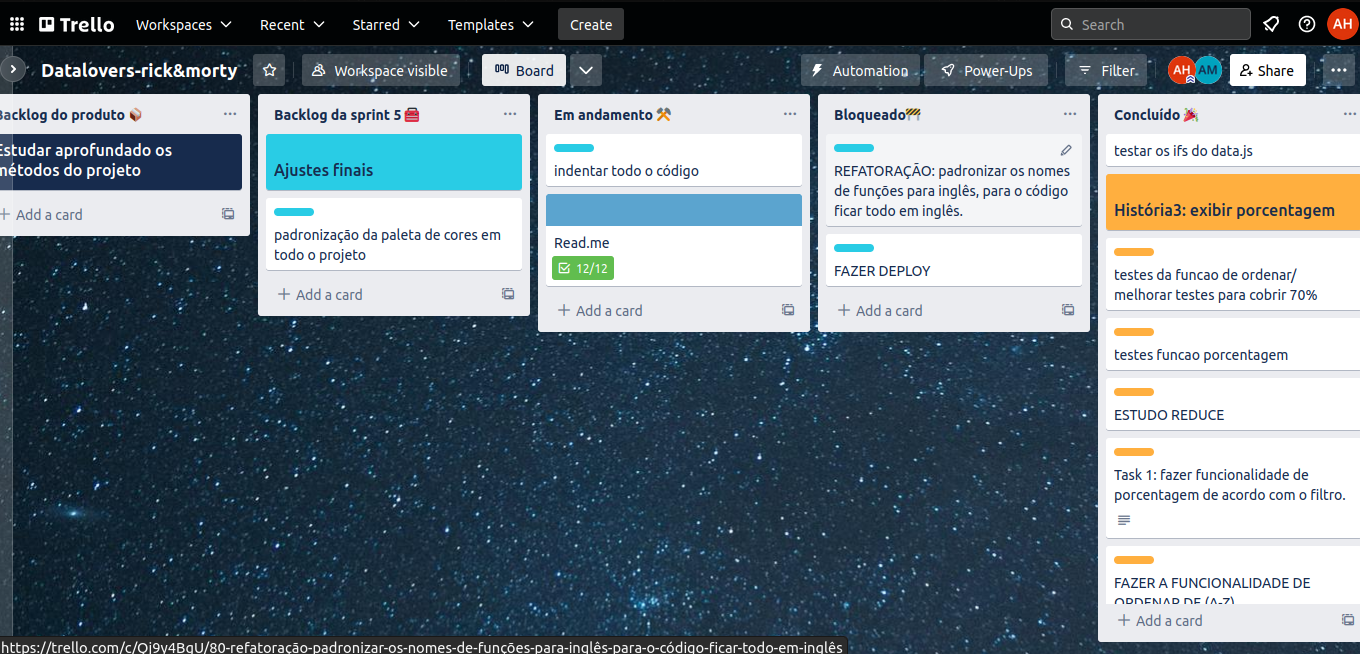 Trello
Workspaces
Recent
Starred
Templates
Create
Search
AH
Datalovers-rick&morty
Workspace visible
Board
Automation
Power-Ups
Filter
AH
AM
Share
Backlog do produto
Estudar aprofundado os
métodos do projeto
+ Add a card
Backlog da sprint 5
Ajustes finais
padronização da paleta de cores em
todo o projeto
+ Add a card
Em andamento
indentar todo o código
Read.me
12/12
+ Add a card
Bloqueado
REFATORAÇÃO: padronizar os nomes
de funções para inglês, para o código
ficar todo em inglês.
FAZER DEPLOY
+ Add a card
Concluído
testar os ifs do data.js
História3: exibir porcentagem
testes da funcao de ordenar/
melhorar testes para cobrir 70%
testes funcao porcentagem
ESTUDO REDUCE
Task 1: fazer funcionalidade de
porcentagem de acordo com o filtro.
FAZER A FUNCIONALIDADE DE
ORDENAR DE (A-Z)
+ Add a card
https://trello.com/c/Oj9y4BqU/80-refatoração-padronizar-os-nomes-de-funções-para-inglês-para-o-código-ficar-todo-em-inglês